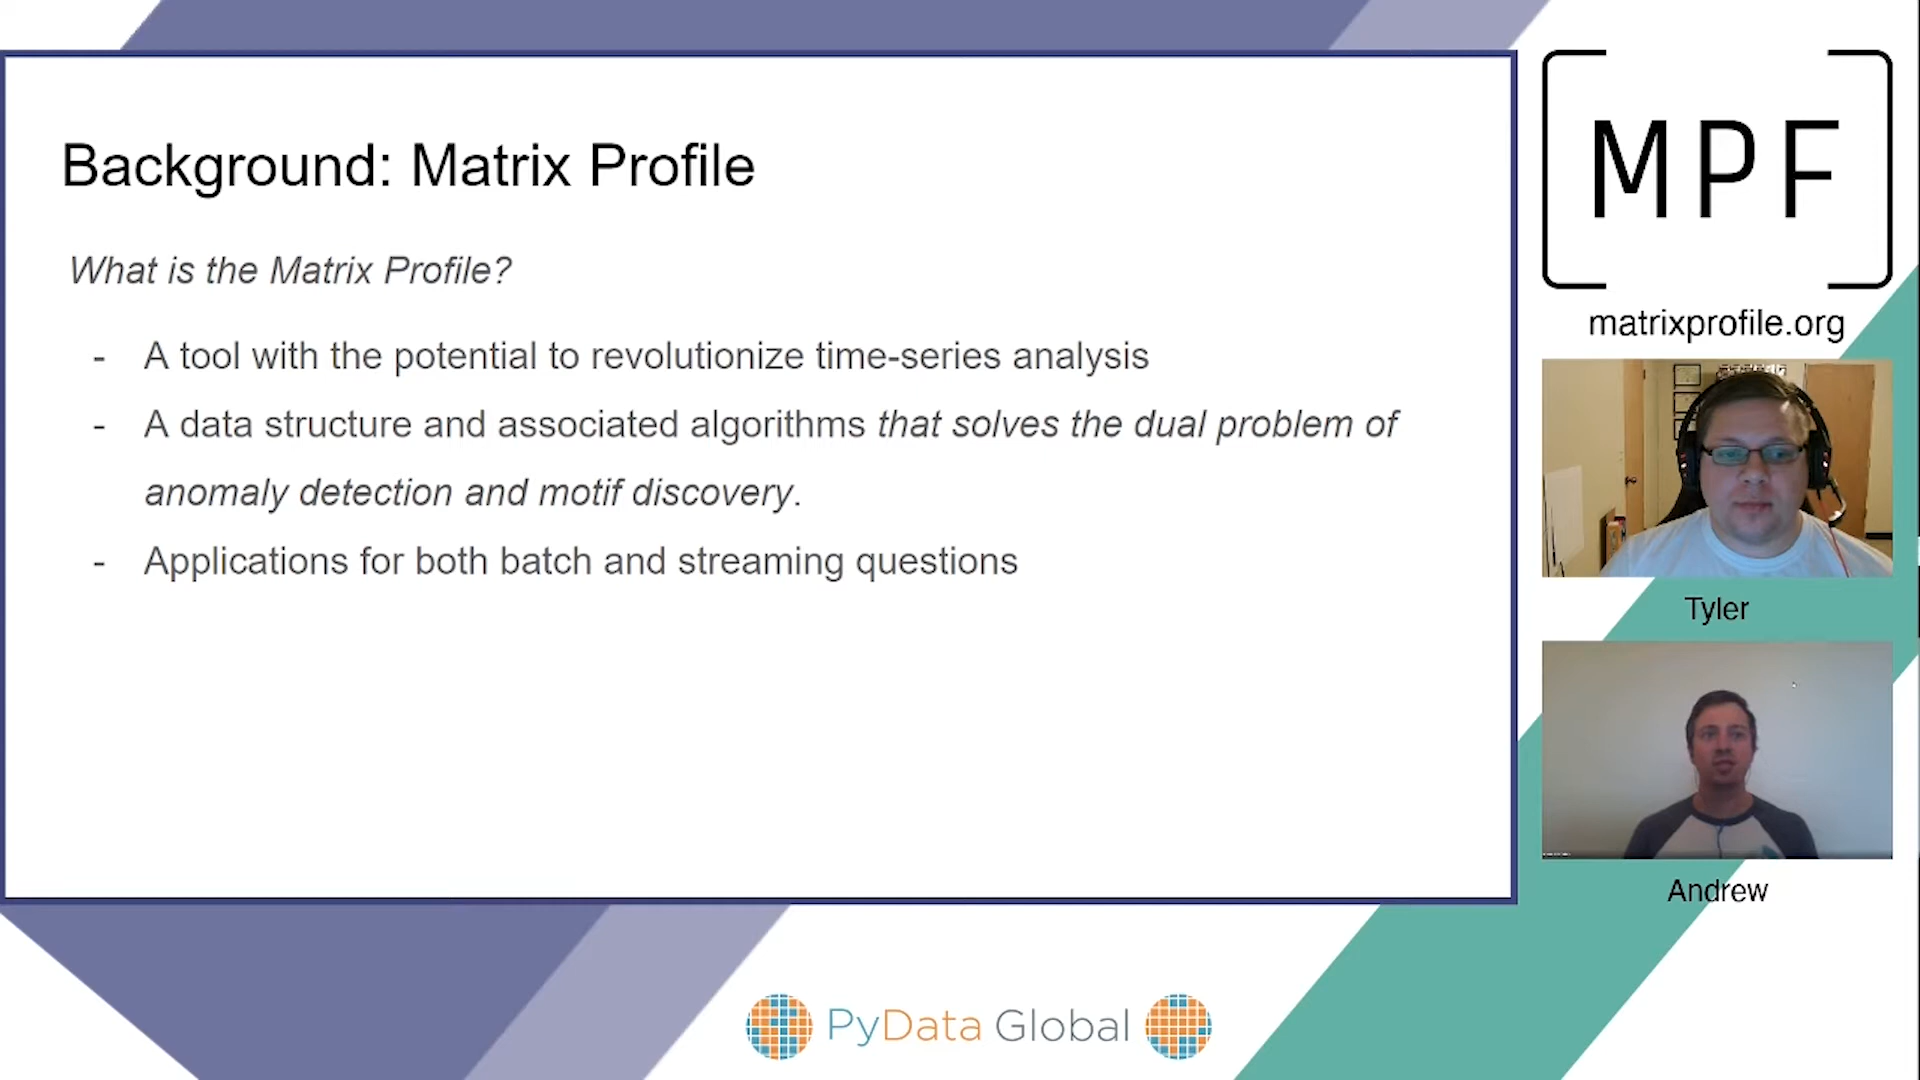 Background: Matrix Profile
What is the Matrix Profile?
- A tool with the potential to revolutionize time-series analysis
- A data structure and associated algorithms that solves the dual problem of
anomaly detection and motif discovery.
- Applications for both batch and streaming questions
MPF
matrixprofile.org
Tyler
Andrew
PyData Global